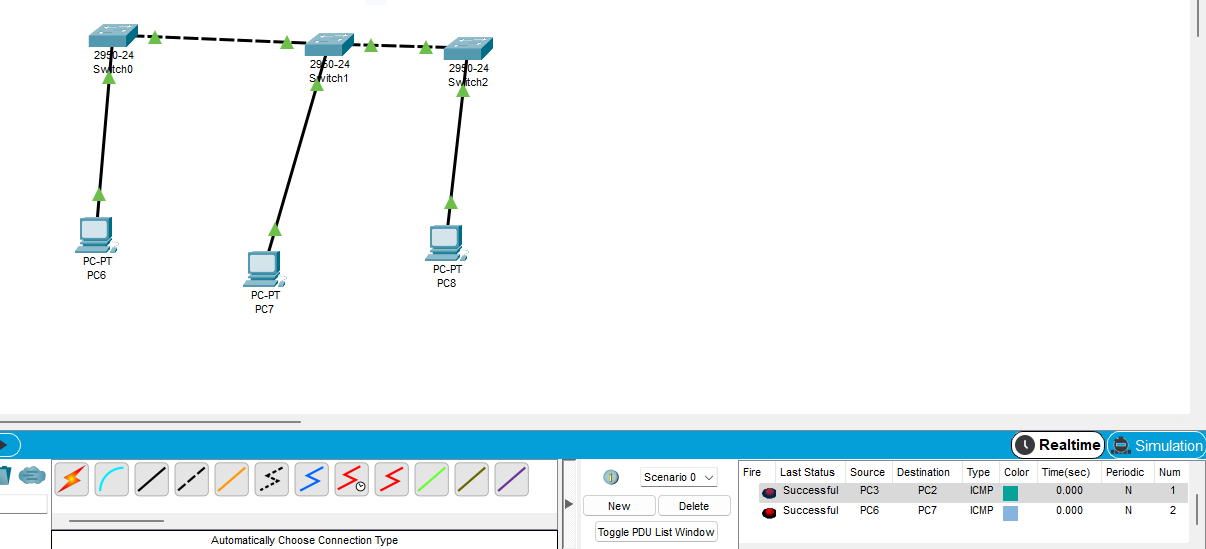 2950-24
Switch0
2950-24
Switch1
2950-24
Switch2
PC-PT
PC6
PC-PT
PC7
PC-PT
PC8
Realtime
Simulation
Scenario 0
New
Delete
Toggle PDU List Window
Fire Last Status Source Destination Type Color Time(sec) Periodic Num
Successful PC3 PC2 ICMP 0.000 N 1
Successful PC6 PC7 ICMP 0.000 N 2
Automatically Choose Connection Type